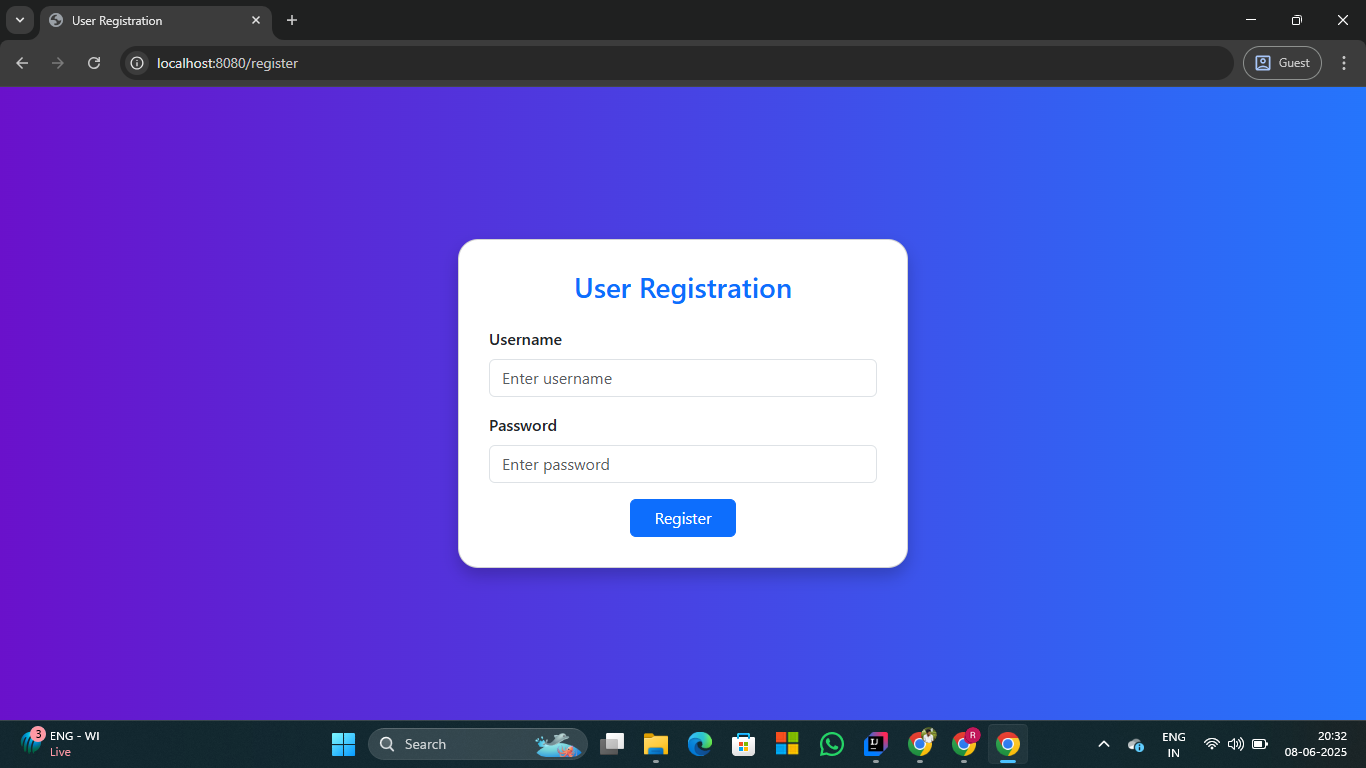 User Registration
localhost:8080/register
Guest
User Registration
Username
Enter username
Password
Enter password
Register
3
ENG - WI
Live
Search
IJ
R
ENG
IN
20:32
08-06-2025